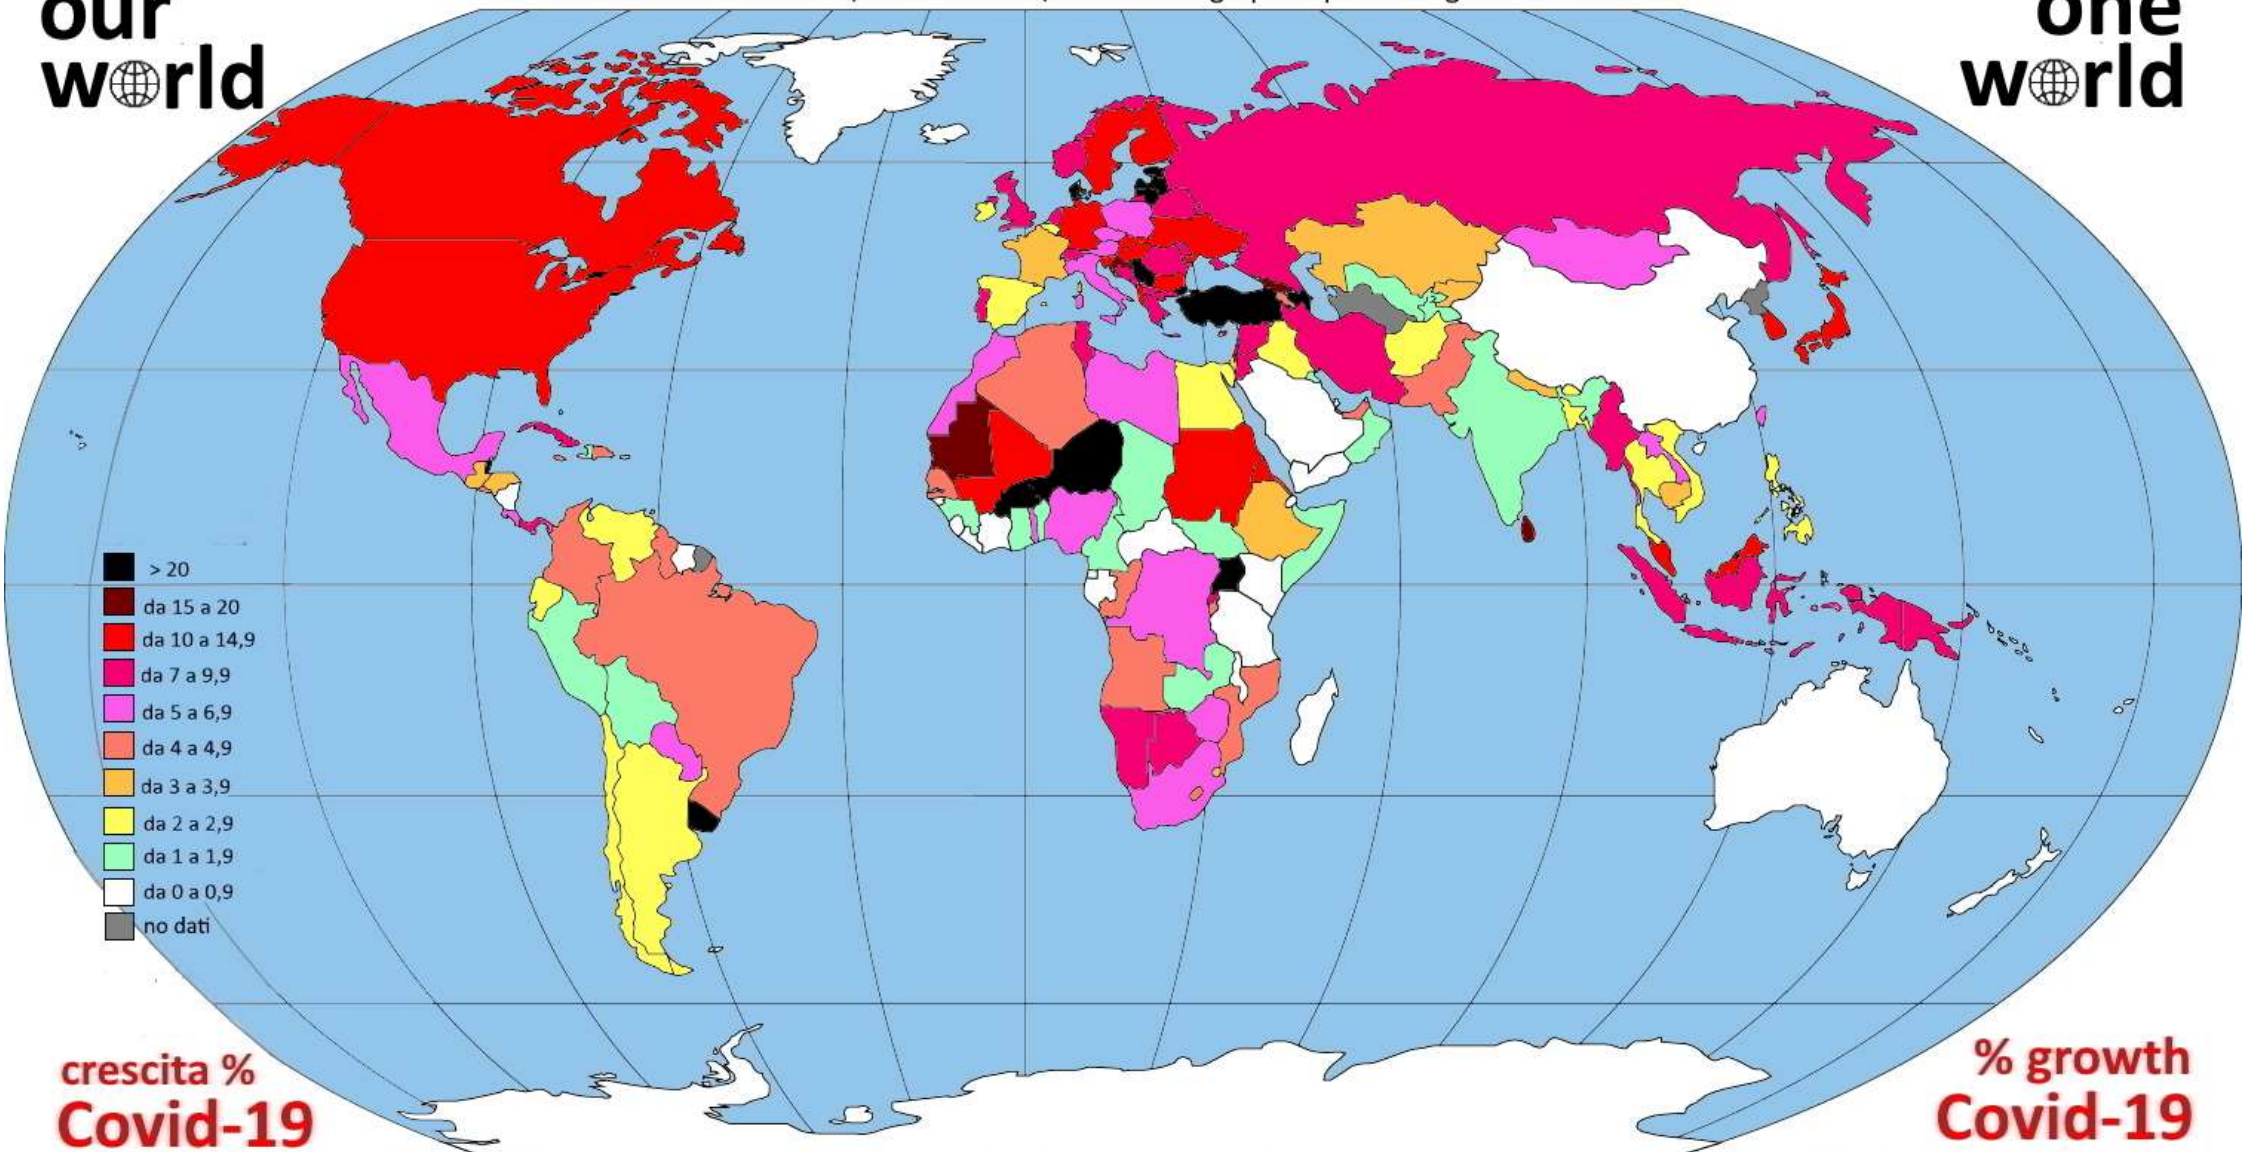 our
world
one
world
> 20
da 15 a 20
da 10 a 14,9
da 7 a 9,9
da 5 a 6,9
da 4 a 4,9
da 3 a 3,9
da 2 a 2,9
da 1 a 1,9
da 0 a 0,9
no dati
crescita %
Covid-19
% growth
Covid-19